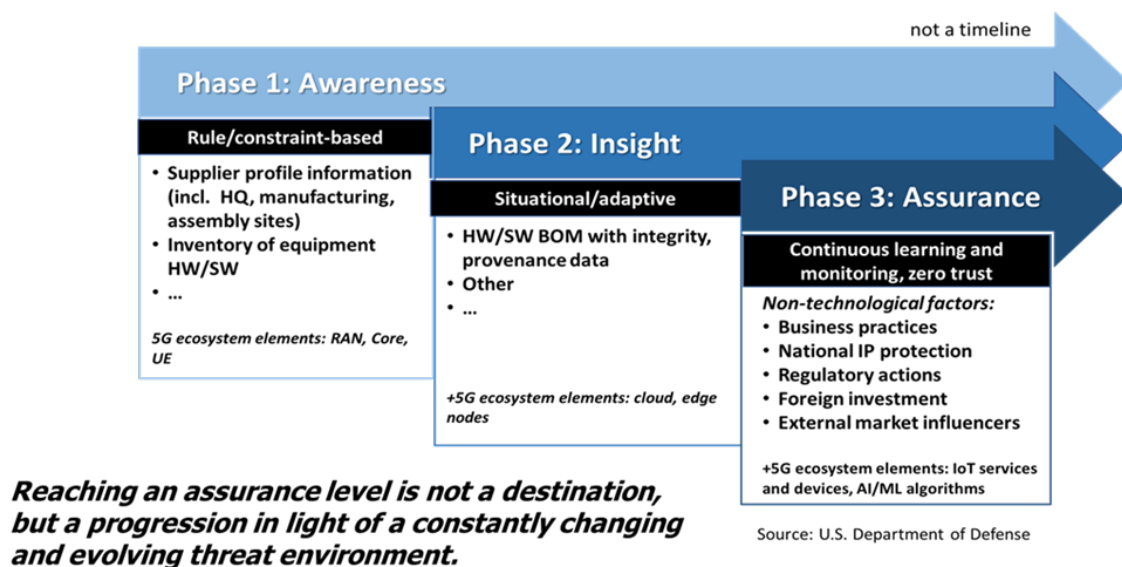 not a timeline
Phase 1: Awareness
Rule/constraint-based
• Supplier profile information
(incl. HQ, manufacturing,
assembly sites)
• Inventory of equipment
HW/SW
• ...
5G ecosystem elements: RAN, Core,
UE
Phase 2: Insight
Situational/adaptive
• HW/SW BOM with integrity,
provenance data
• Other
• ...
+5G ecosystem elements: cloud, edge
nodes
Phase 3: Assurance
Continuous learning and
monitoring, zero trust
Non-technological factors:
• Business practices
• National IP protection
• Regulatory actions
• Foreign investment
• External market influencers
+5G ecosystem elements: IoT services
and devices, AI/ML algorithms
Reaching an assurance level is not a destination,
but a progression in light of a constantly changing
and evolving threat environment.
Source: U.S. Department of Defense